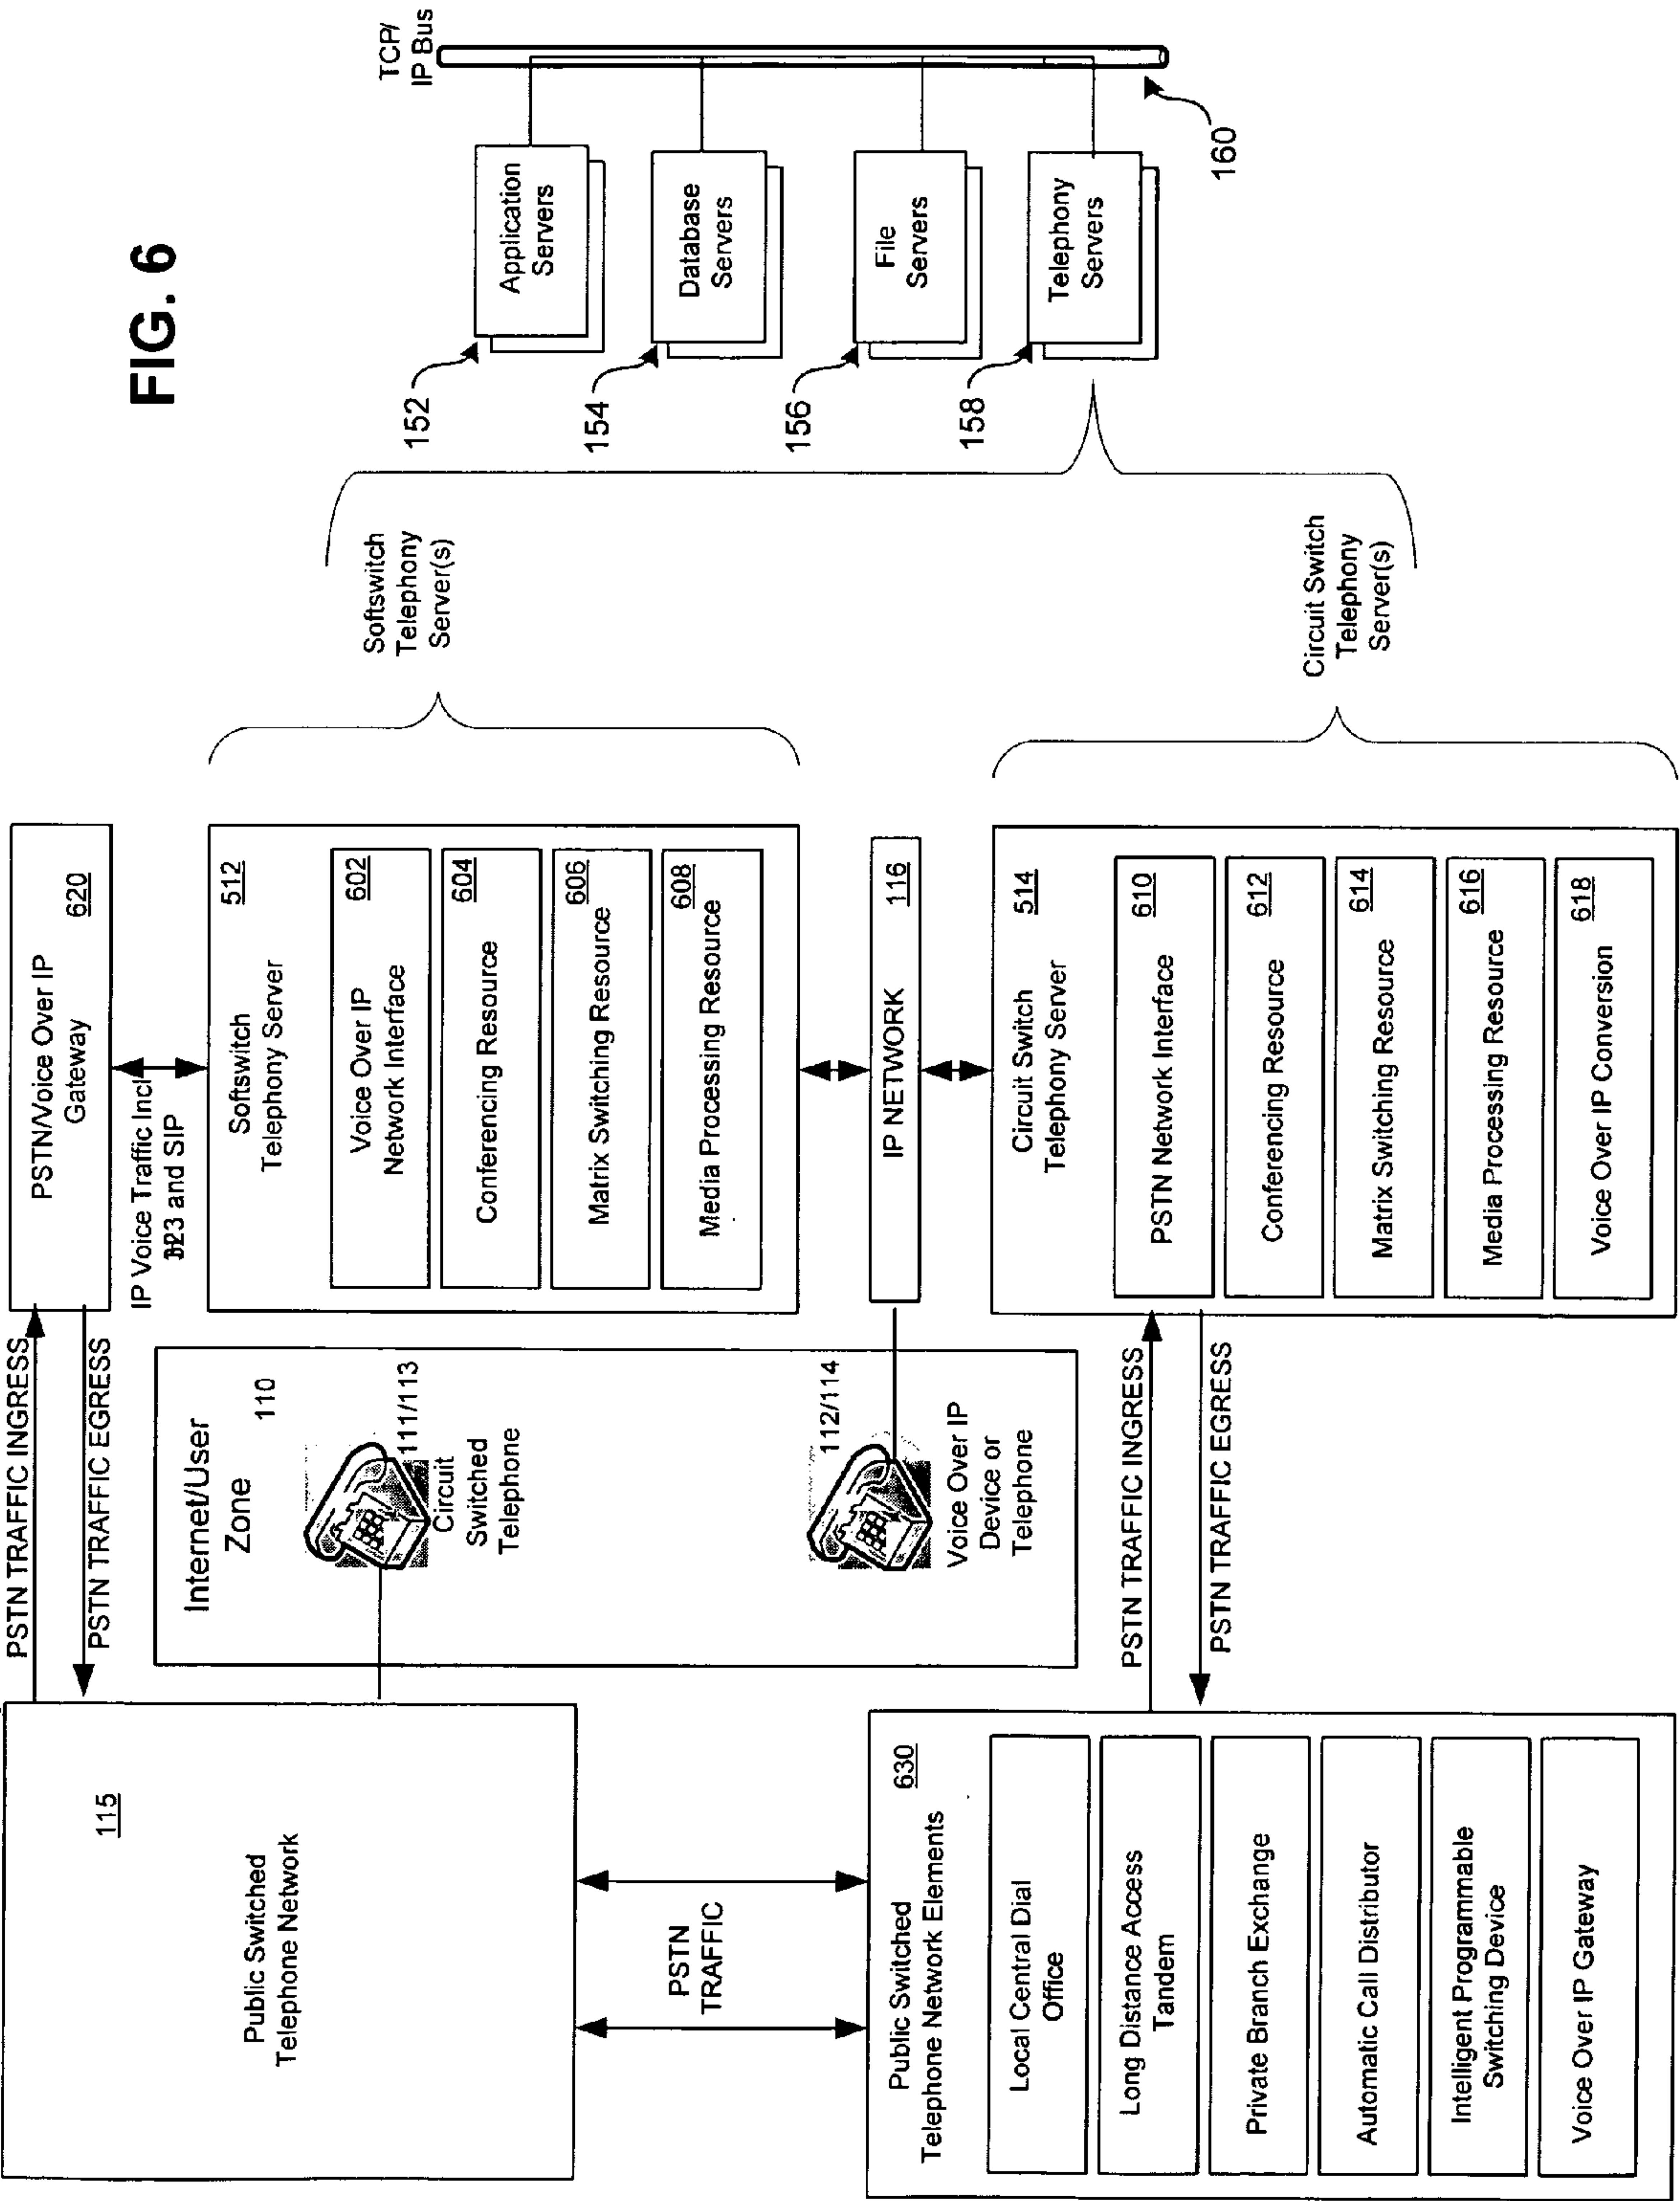 FIG. 6
PSTN TRAFFIC INGRESS
PSTN TRAFFIC EGRESS
115
Public Switched
Telephone Network
PSTN
TRAFFIC
630
Public Switched
Telephone Network Elements
Local Central Dial
Office
Long Distance Access
Tandem
Private Branch Exchange
Automatic Call Distributor
Intelligent Programmable
Switching Device
Voice Over IP Gateway
Internet/User
Zone
110
111/113
Circuit
Switched
Telephone
112/114
Voice Over IP
Device or
Telephone
PSTN TRAFFIC INGRESS
PSTN TRAFFIC EGRESS
PSTN/Voice Over IP
Gateway
620
IP Voice Traffic Incl
and SIP
512
Softswitch
Telephony Server
602
Voice Over IP
Network Interface
604
Conferencing Resource
606
Matrix Switching Resource
608
Media Processing Resource
IP NETWORK
116
514
Circuit Switch
Telephony Server
610
PSTN Network Interface
612
Conferencing Resource
614
Matrix Switching Resource
616
Media Processing Resource
618
Voice Over IP Conversion
Softswitch
Telephony
Server(s)
Circuit Switch
Telephony
Server(s)
152
Application
Servers
154
Database
Servers
156
File
Servers
158
Telephony
Servers
160
TCP/
IP Bus